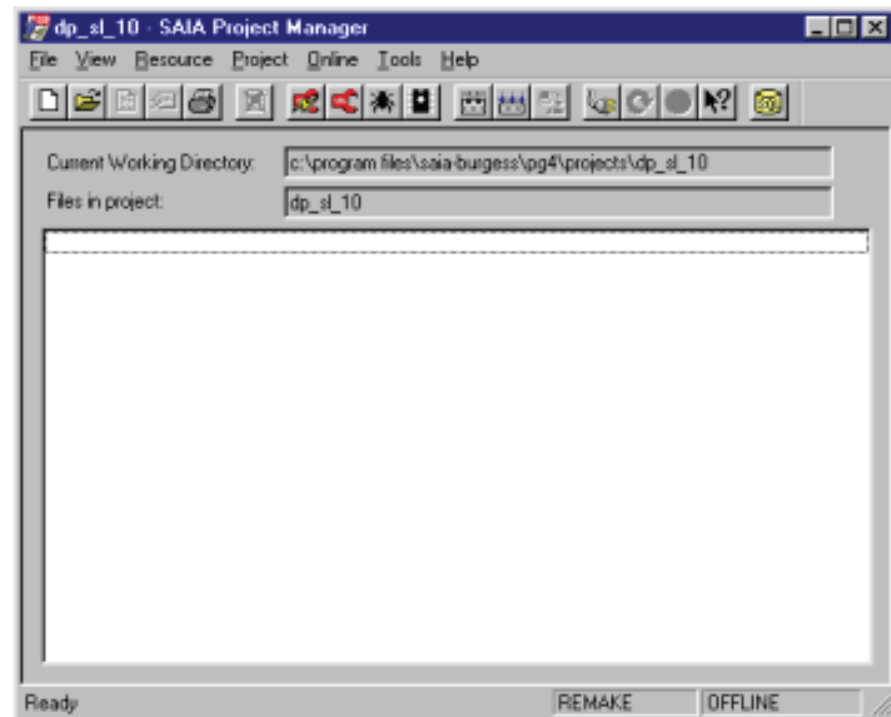 dp_sl_10 - SAIA Project Manager
File View Resource Project Online Tools Help
Current Working Directory: c:\program files\saia-burgess\pg4\projects\dp_sl_10
Files in project: dp_sl_10
Ready REMAKE OFFLINE